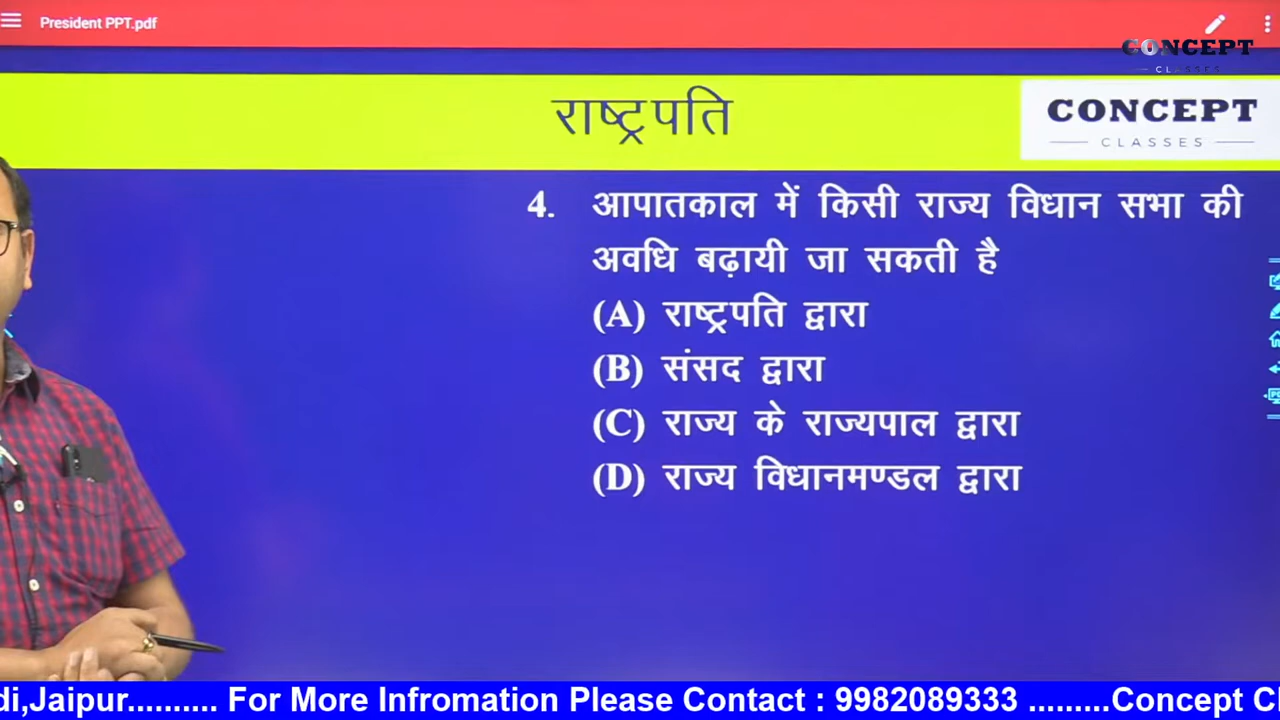 President PPT.pdf
CONCEPT
CLASSES
राष्ट्रपति
CONCEPT
CLASSES
4. आपातकाल में किसी राज्य विधान सभा की
अवधि बढ़ायी जा सकती है
(A) राष्ट्रपति द्वारा
(B) संसद द्वारा
(C) राज्य के राज्यपाल द्वारा
(D) राज्य विधानमण्डल द्वारा
di,Jaipur.......... For More Infromation Please Contact : 9982089333 .........Concept C